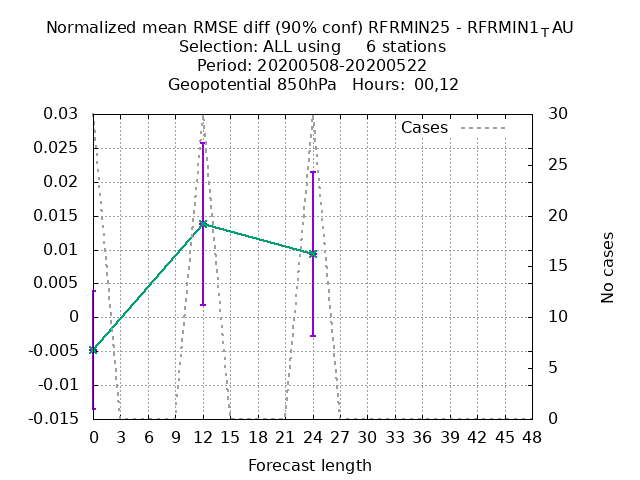 Normalized mean RMSE diff (90% conf) RFRMIN25 - RFRMIN1TAU
Selection: ALL using 6 stations
Period: 20200508-20200522
Geopotential 850hPa Hours: 00,12
Cases
0.03
0.025
0.02
0.015
0.01
0.005
0
-0.005
-0.01
-0.015
30
25
20
15
10
5
0
No cases
0 3 6 9 12 15 18 21 24 27 30 33 36 39 42 45 48
Forecast length